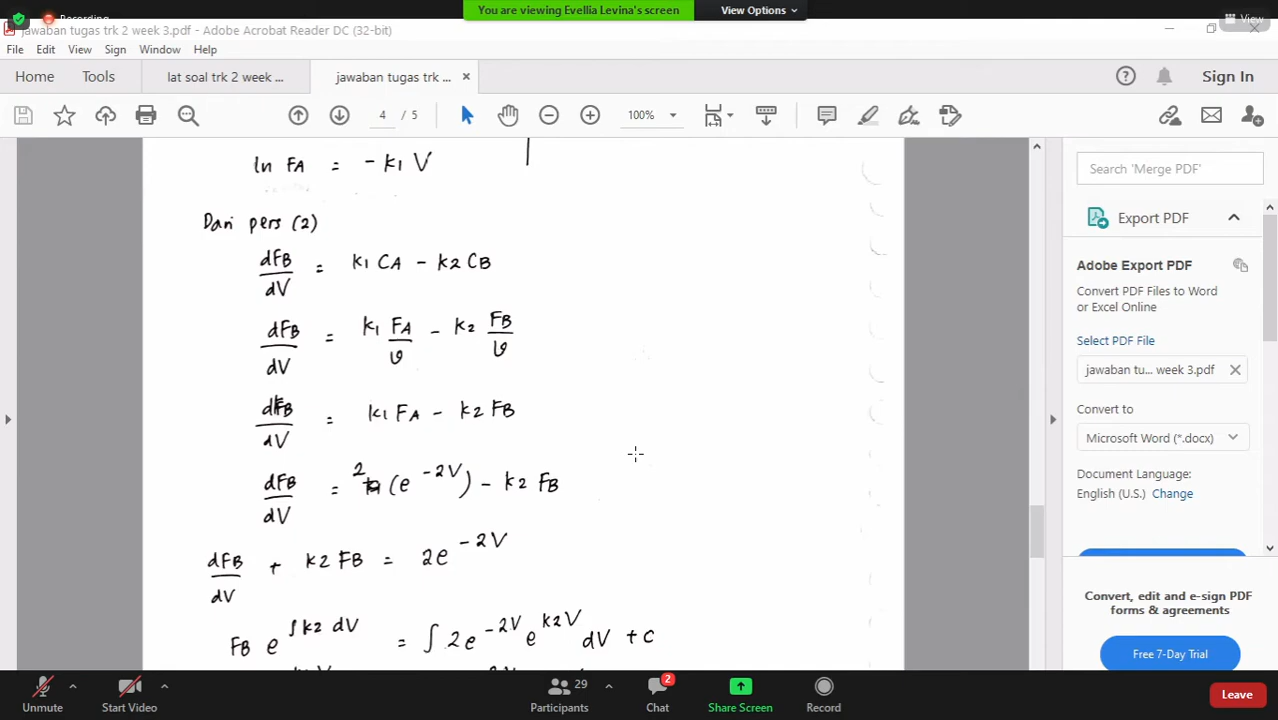 Recording
You are viewing Evellia Levina's screen
View Options
View
jawaban tugas trk 2 week 3.pdf - Adobe Acrobat Reader DC (32-bit)
File Edit View Sign Window Help
Home Tools lat soal trk 2 week ... jawaban tugas trk ... × Sign In
4 / 5 100%
ln FA = - k1 V
Dari pers (2)
dFB/dV = k1 CA - k2 CB
dFB/dV = k1 FA/υ - k2 FB/υ
dFB/dV = k1 FA - k2 FB
dFB/dV = 2 (e^-2V) - k2 FB
dFB/dV + k2 FB = 2e^-2V
FB e^∫k2 dV = ∫ 2e^-2V e^k2V dV + c
Search 'Merge PDF'
Export PDF
Adobe Export PDF
Convert PDF Files to Word
or Excel Online
Select PDF File
jawaban tu... week 3.pdf
Convert to
Microsoft Word (*.docx)
Document Language:
English (U.S.) Change
Convert, edit and e-sign PDF
forms & agreements
Free 7-Day Trial
Unmute
Start Video
29
Participants
2
Chat
Share Screen
Record
Leave